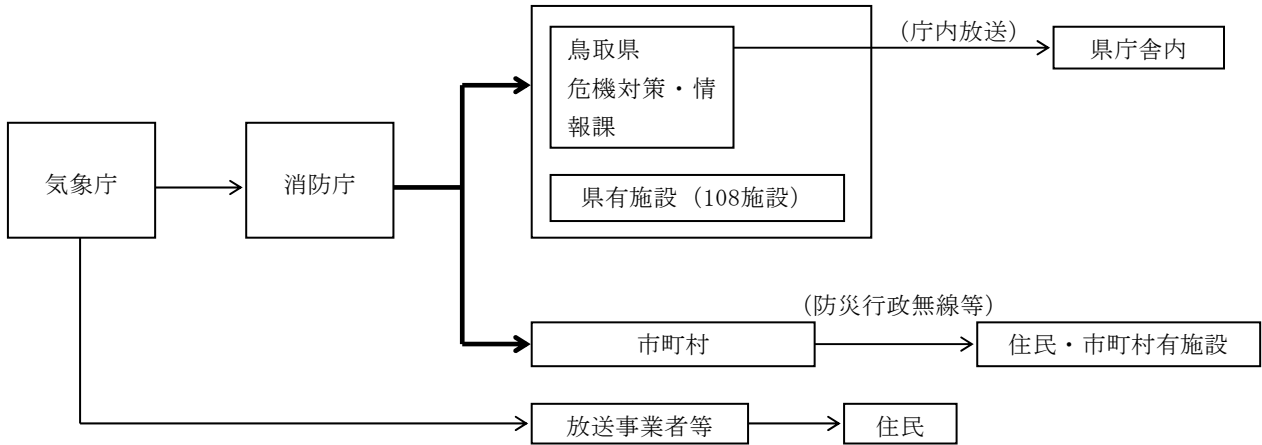 （庁内放送）
鳥取県
危機対策・情
報課
県庁舎内
気象庁
消防庁
県有施設（108施設）
（防災行政無線等）
市町村
住民・市町村有施設
放送事業者等
住民